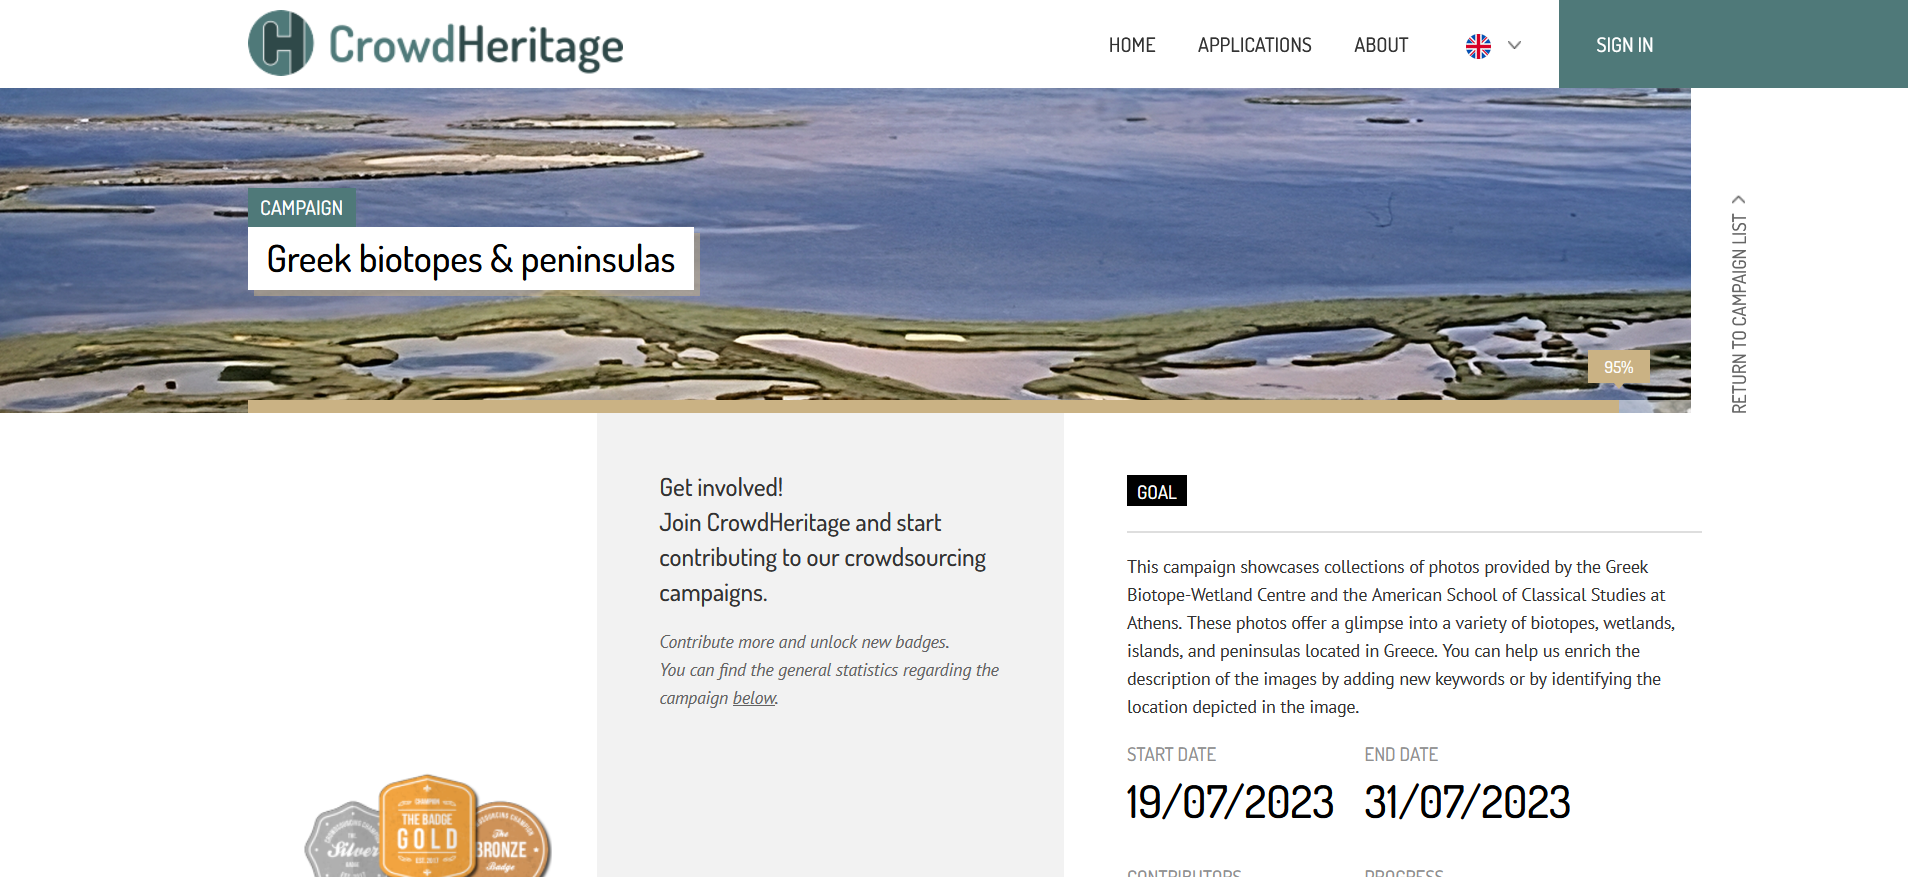 CrowdHeritage
HOME
APPLICATIONS
ABOUT
SIGN IN
CAMPAIGN
Greek biotopes & peninsulas
95%
RETURN TO CAMPAIGN LIST
Get involved!
Join CrowdHeritage and start
contributing to our crowdsourcing
campaigns.
Contribute more and unlock new badges.
You can find the general statistics regarding the
campaign below.
GOAL
This campaign showcases collections of photos provided by the Greek
Biotope-Wetland Centre and the American School of Classical Studies at
Athens. These photos offer a glimpse into a variety of biotopes, wetlands,
islands, and peninsulas located in Greece. You can help us enrich the
description of the images by adding new keywords or by identifying the
location depicted in the image.
START DATE
END DATE
19/07/2023
31/07/2023
CONTRIBUTORS
PROGRESS
THE BADGE
GOLD
Silver
The
BRONZE
Badge